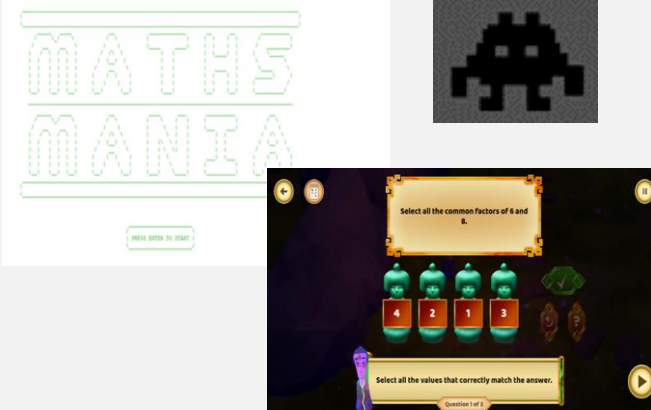 MATHS
MANIA
PRESS ENTER TO START
Select all the common factors of 6 and
8.
4 2 1 3
?
Select all the values that correctly match the answer.
Question 1 of 3